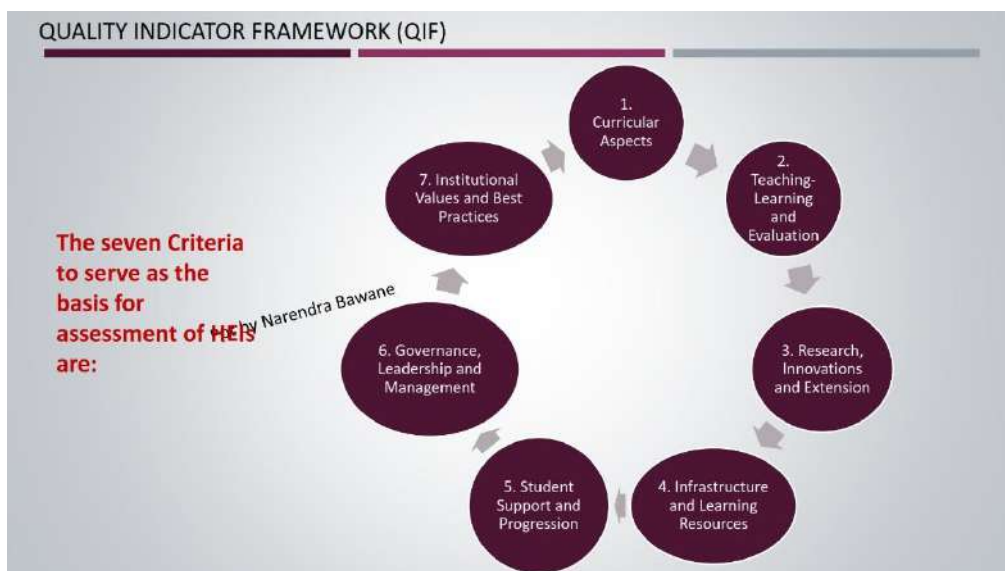 QUALITY INDICATOR FRAMEWORK (QIF)
The seven Criteria
to serve as the
basis for
assessment of HEIs
are:
by Narendra Bawane
1.
Curricular
Aspects
2.
Teaching-
Learning
and
Evaluation
3. Research,
Innovations
and Extension
4. Infrastructure
and Learning
Resources
5. Student
Support and
Progression
6. Governance,
Leadership and
Management
7. Institutional
Values and Best
Practices